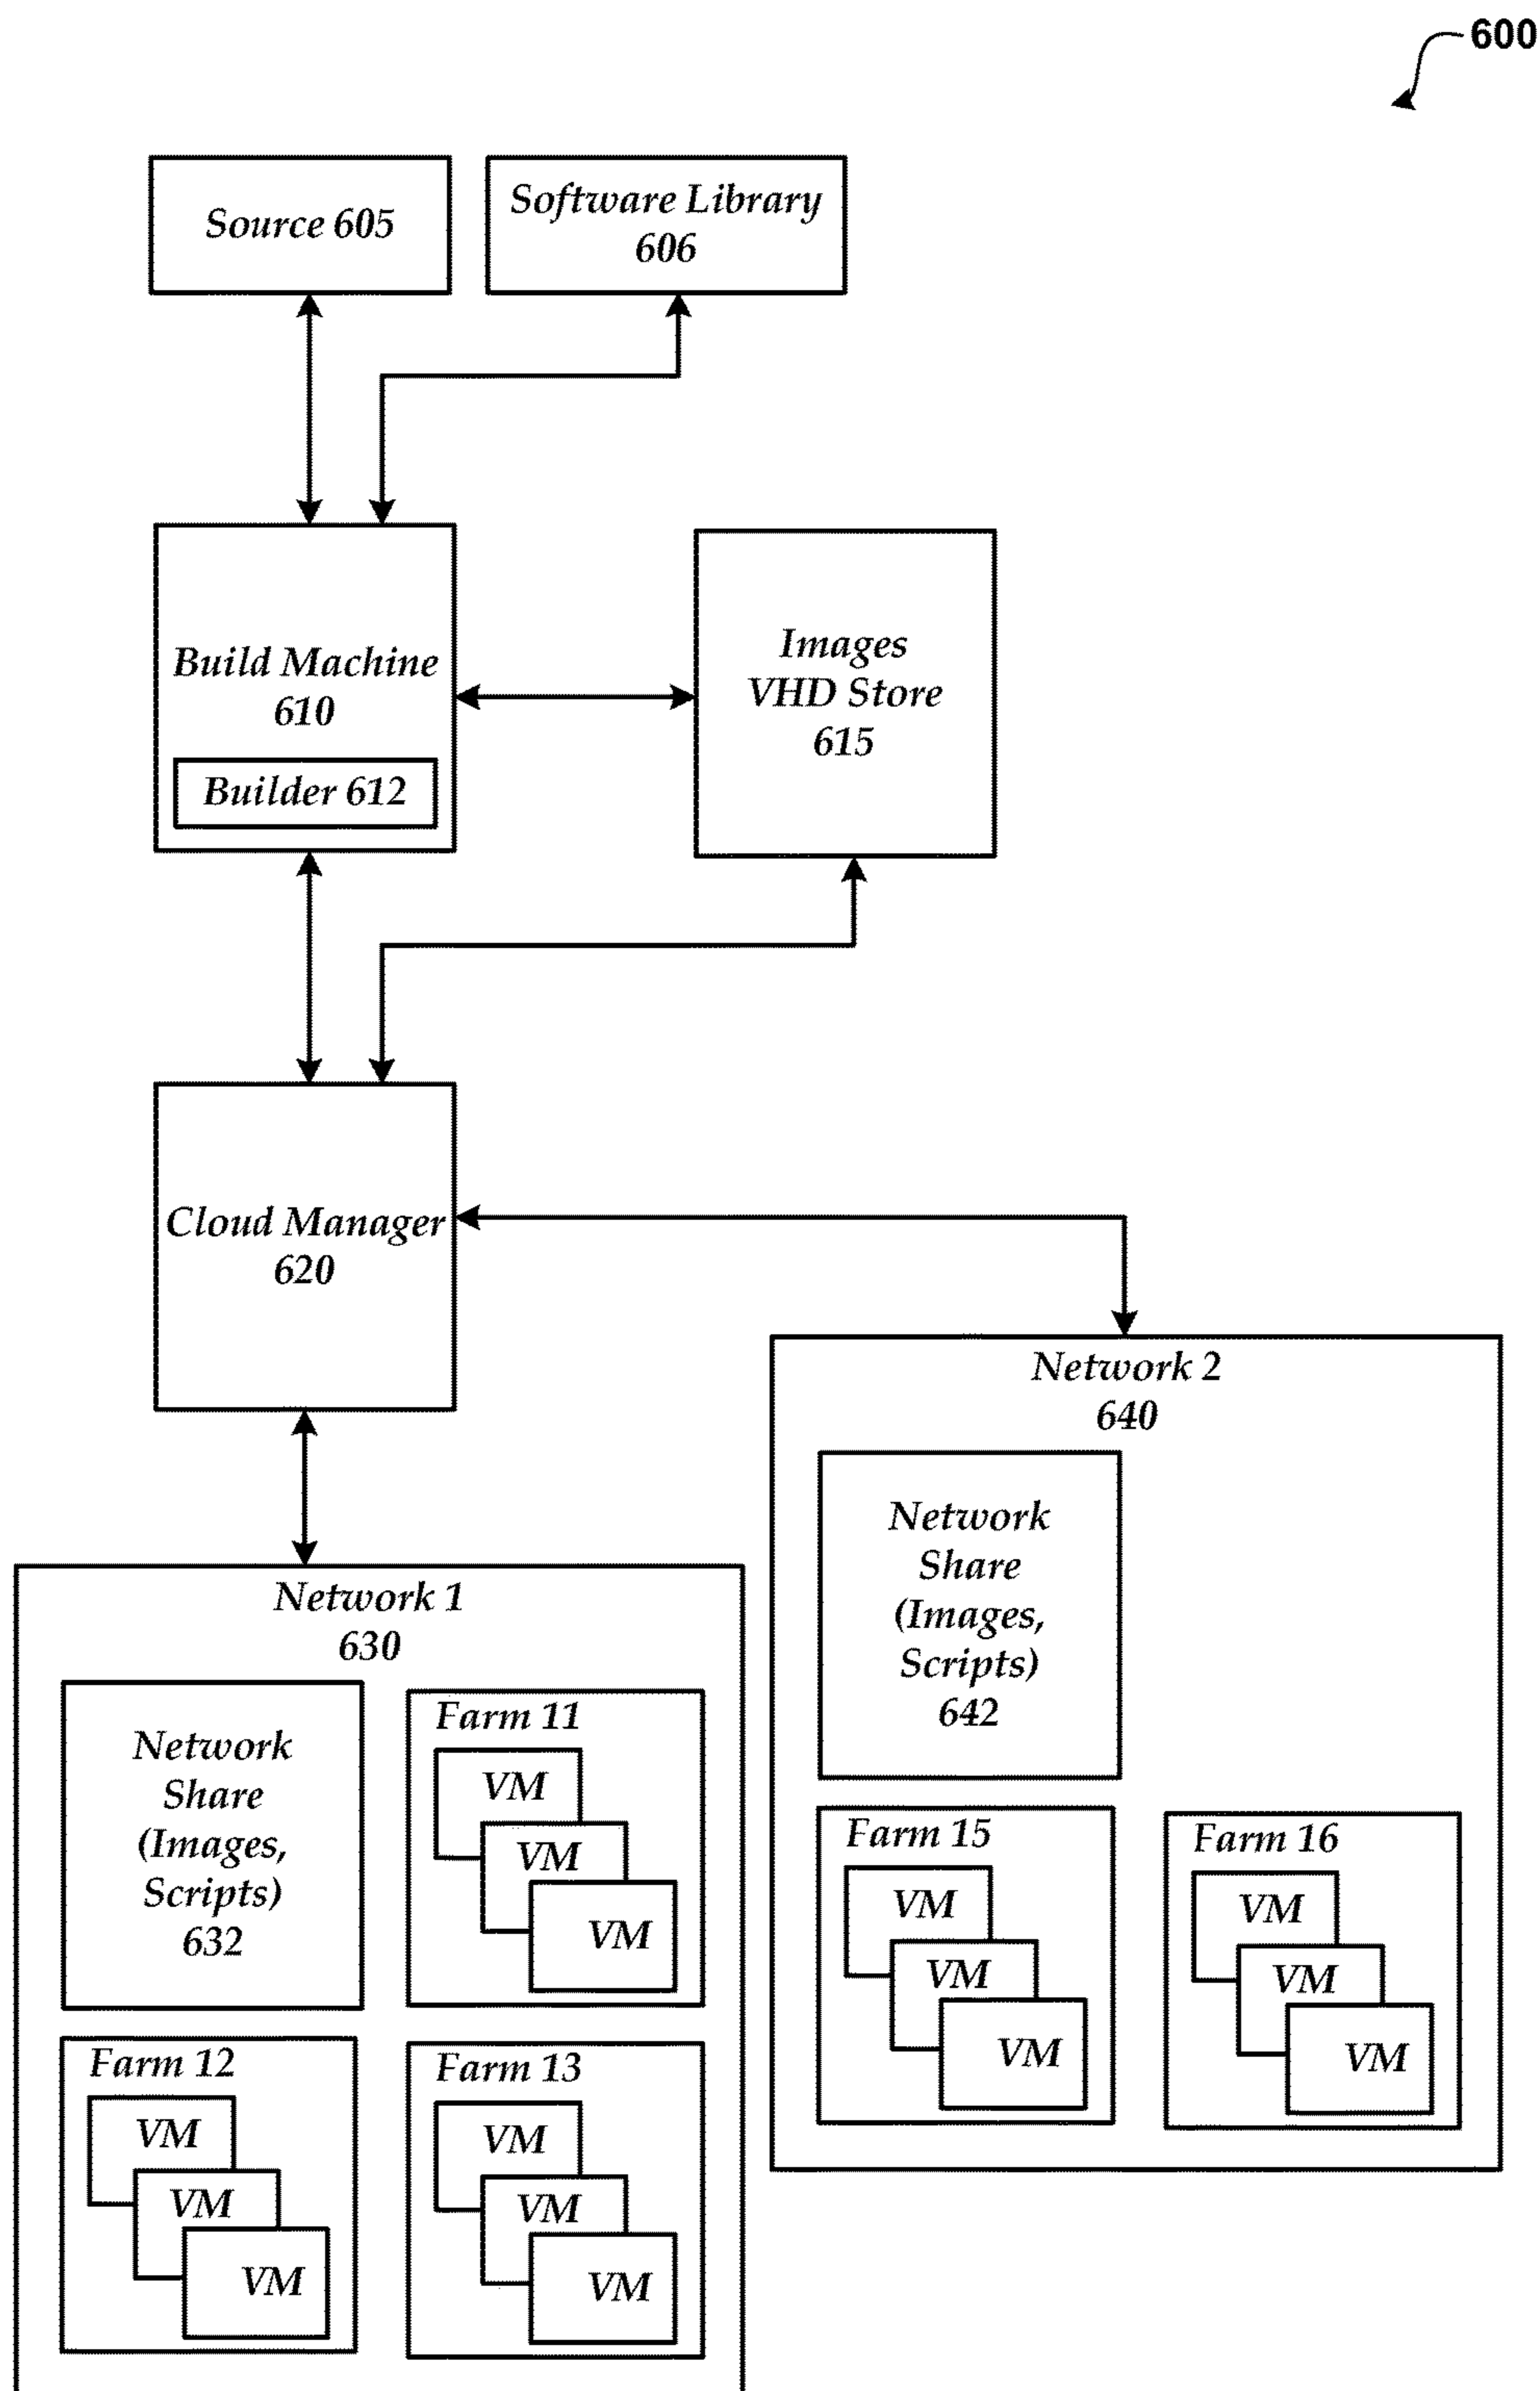 600
Source 605
Software Library
606
Build Machine
610
Builder 612
Images
VHD Store
615
Cloud Manager
620
Network 2
640
Network
Share
(Images,
Scripts)
642
Farm 15
VM
VM
VM
Farm 16
VM
VM
VM
Network 1
630
Network
Share
(Images,
Scripts)
632
Farm 11
VM
VM
VM
Farm 12
VM
VM
VM
Farm 13
VM
VM
VM